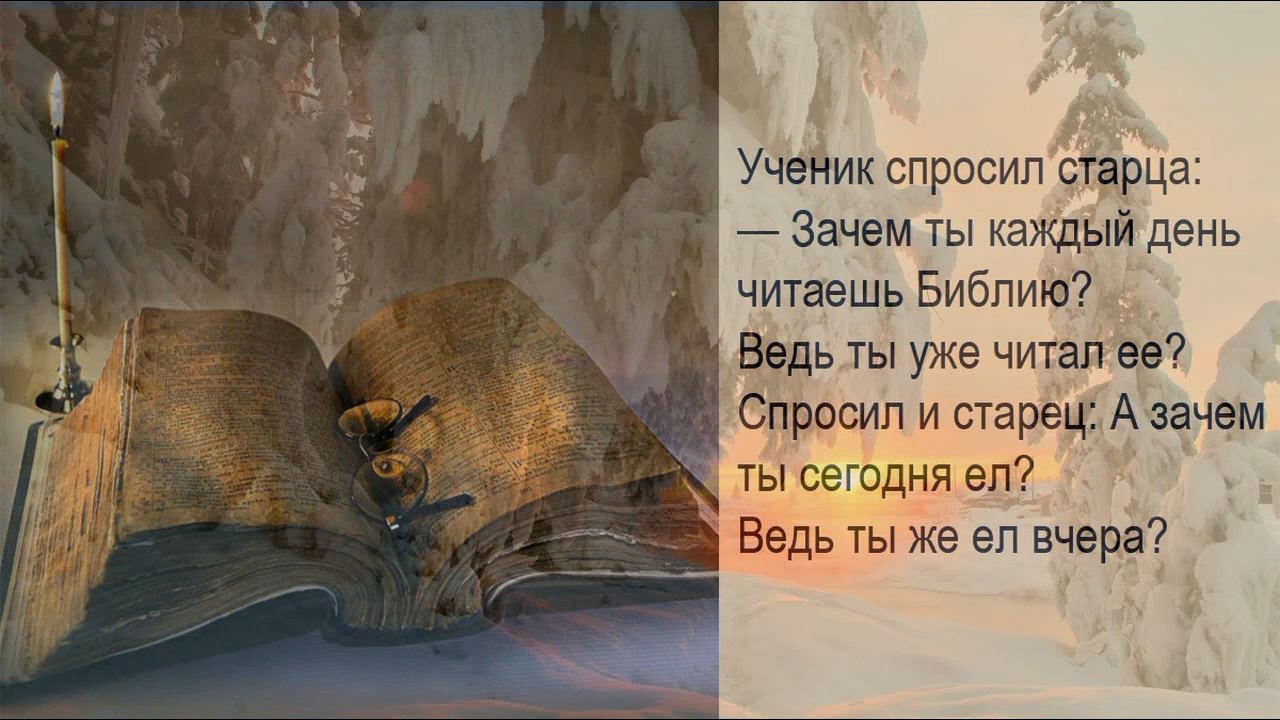 Ученик спросил старца:
— Зачем ты каждый день
читаешь Библию?
Ведь ты уже читал ее?
Спросил и старец: А зачем
ты сегодня ел?
Ведь ты же ел вчера?